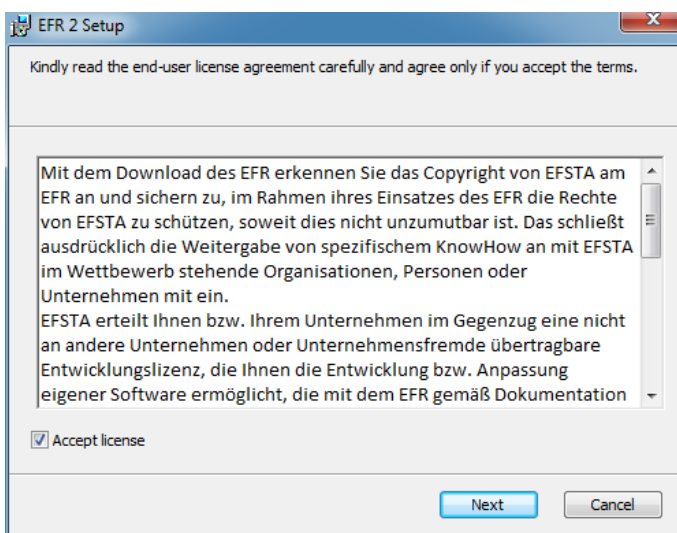 EFR 2 Setup
Kindly read the end-user license agreement carefully and agree only if you accept the terms.
Mit dem Download des EFR erkennen Sie das Copyright von EFSTA am
EFR an und sichern zu, im Rahmen ihres Einsatzes des EFR die Rechte
von EFSTA zu schützen, soweit dies nicht unzumutbar ist. Das schließt
ausdrücklich die Weitergabe von spezifischem KnowHow an mit EFSTA
im Wettbewerb stehende Organisationen, Personen oder
Unternehmen mit ein.
EFSTA erteilt Ihnen bzw. Ihrem Unternehmen im Gegenzug eine nicht
an andere Unternehmen oder Unternehmensfremde übertragbare
Entwicklungslizenz, die Ihnen die Entwicklung bzw. Anpassung
eigener Software ermöglicht, die mit dem EFR gemäß Dokumentation
Accept license
Next
Cancel